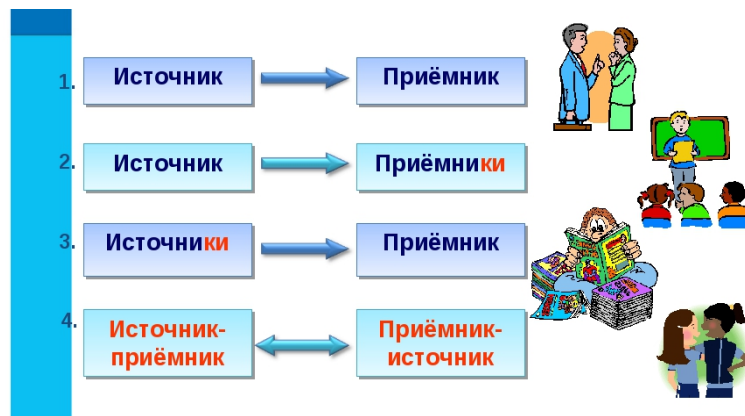 1. Источник Приёмник
2. Источник Приёмники
3. Источники Приёмник
4. Источник- Приёмник-
приёмник источник